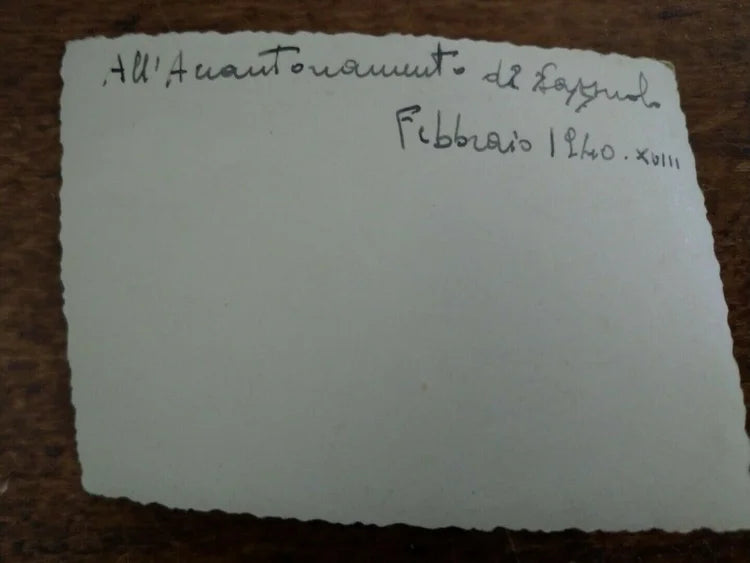 All'Accantonamento di
Febbraio 1940. XVIII